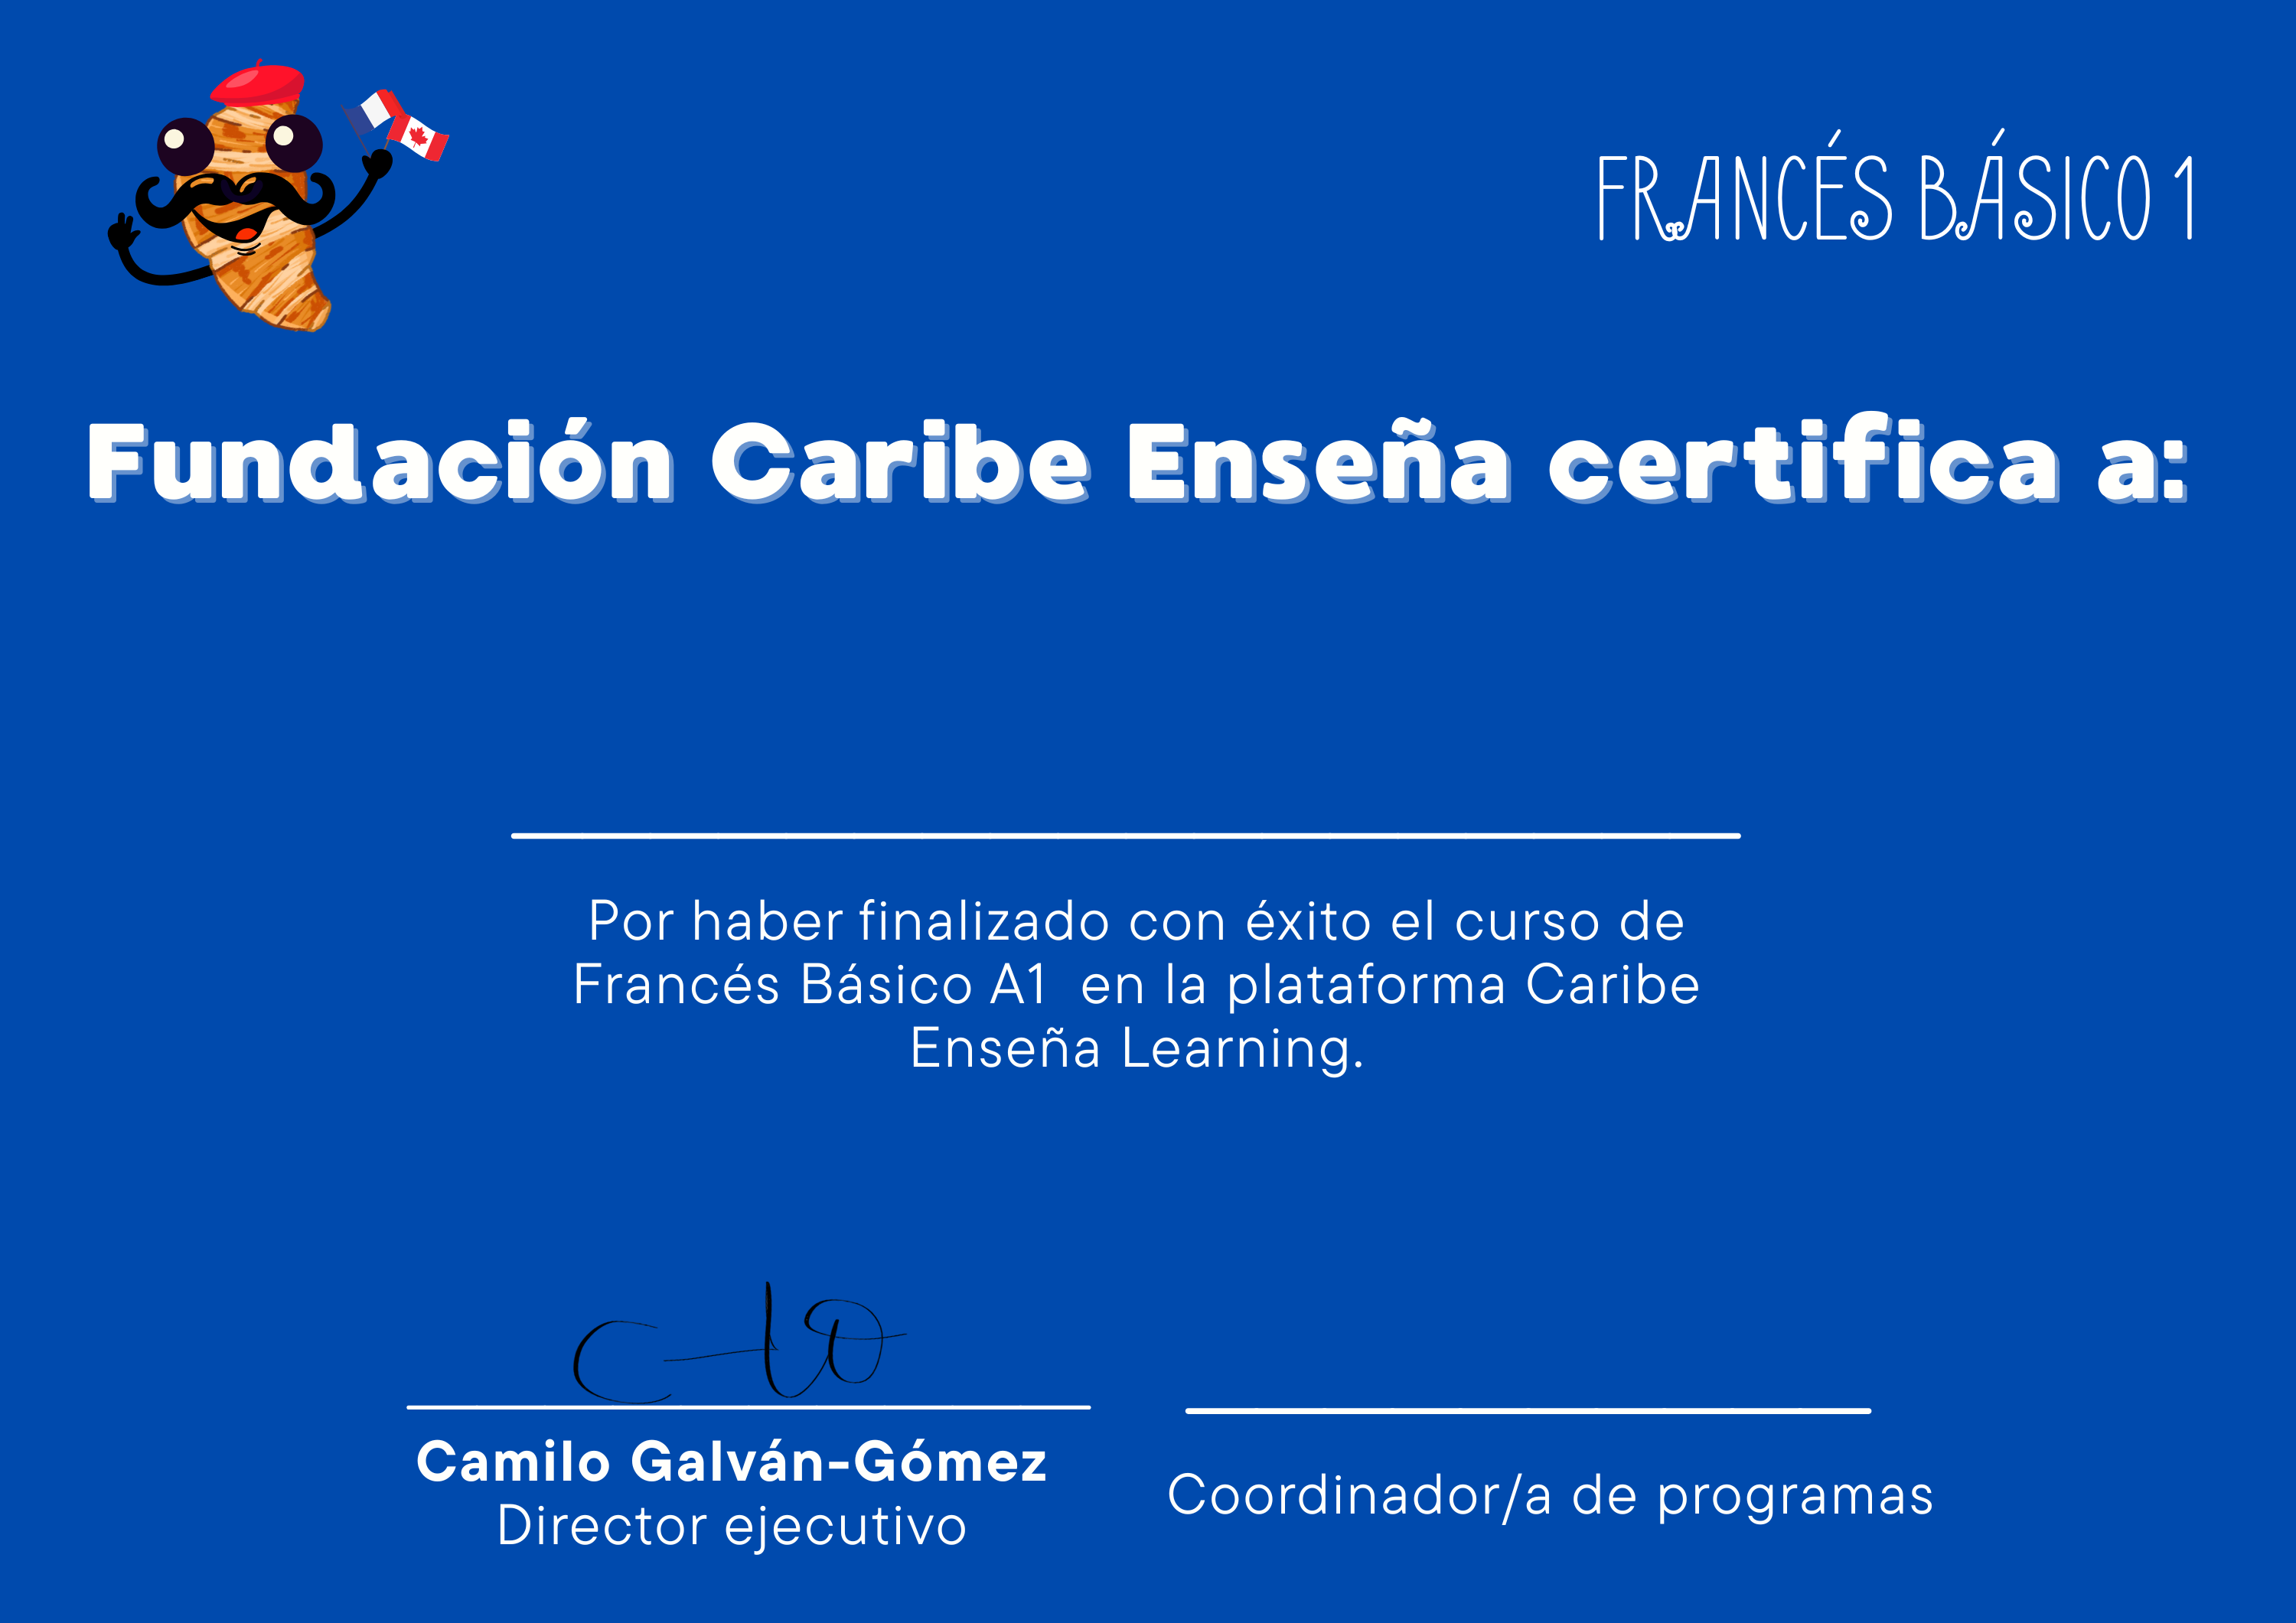 FRANCÉS BÁSICO 1
Fundación Caribe Enseña certifica a:
Por haber finalizado con éxito el curso de
Francés Básico A1 en la plataforma Caribe
Enseña Learning.
Camilo Galván-Gómez
Director ejecutivo
Coordinador/a de programas